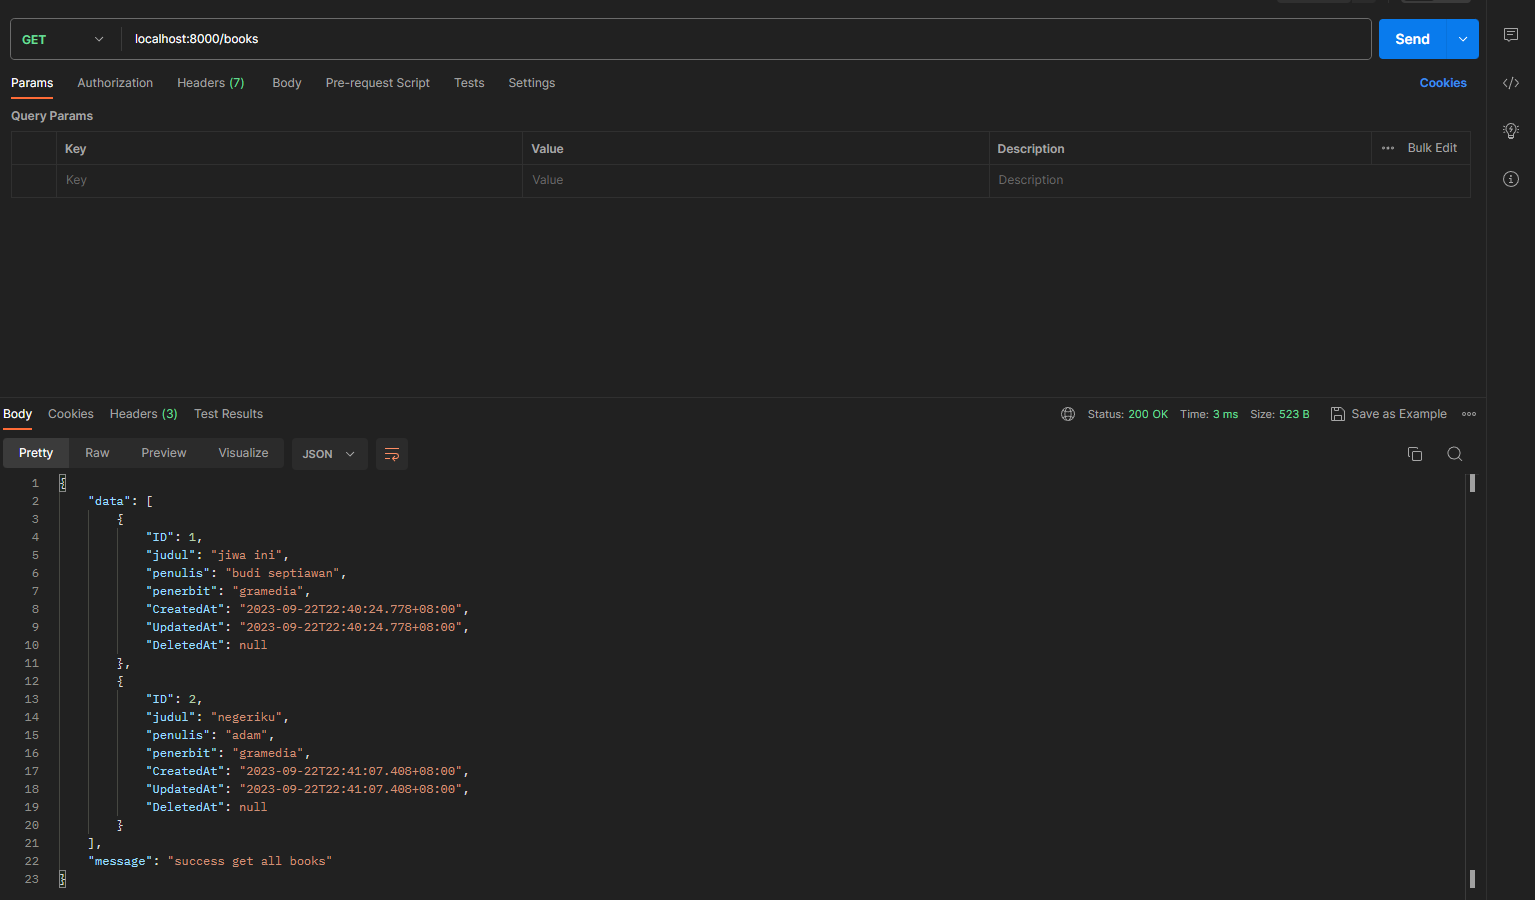 GET localhost:8000/books Send
Params Authorization Headers (7) Body Pre-request Script Tests Settings Cookies
Query Params
Key Value Description Bulk Edit
Key Value Description
Body Cookies Headers (3) Test Results Status: 200 OK Time: 3 ms Size: 523 B Save as Example
Pretty Raw Preview Visualize JSON
1 {
2 "data": [
3 {
4 "ID": 1,
5 "judul": "jiwa ini",
6 "penulis": "budi septiawan",
7 "penerbit": "gramedia",
8 "CreatedAt": "2023-09-22T22:40:24.778+08:00",
9 "UpdatedAt": "2023-09-22T22:40:24.778+08:00",
10 "DeletedAt": null
11 },
12 {
13 "ID": 2,
14 "judul": "negeriku",
15 "penulis": "adam",
16 "penerbit": "gramedia",
17 "CreatedAt": "2023-09-22T22:41:07.408+08:00",
18 "UpdatedAt": "2023-09-22T22:41:07.408+08:00",
19 "DeletedAt": null
20 }
21 ],
22 "message": "success get all books"
23 }